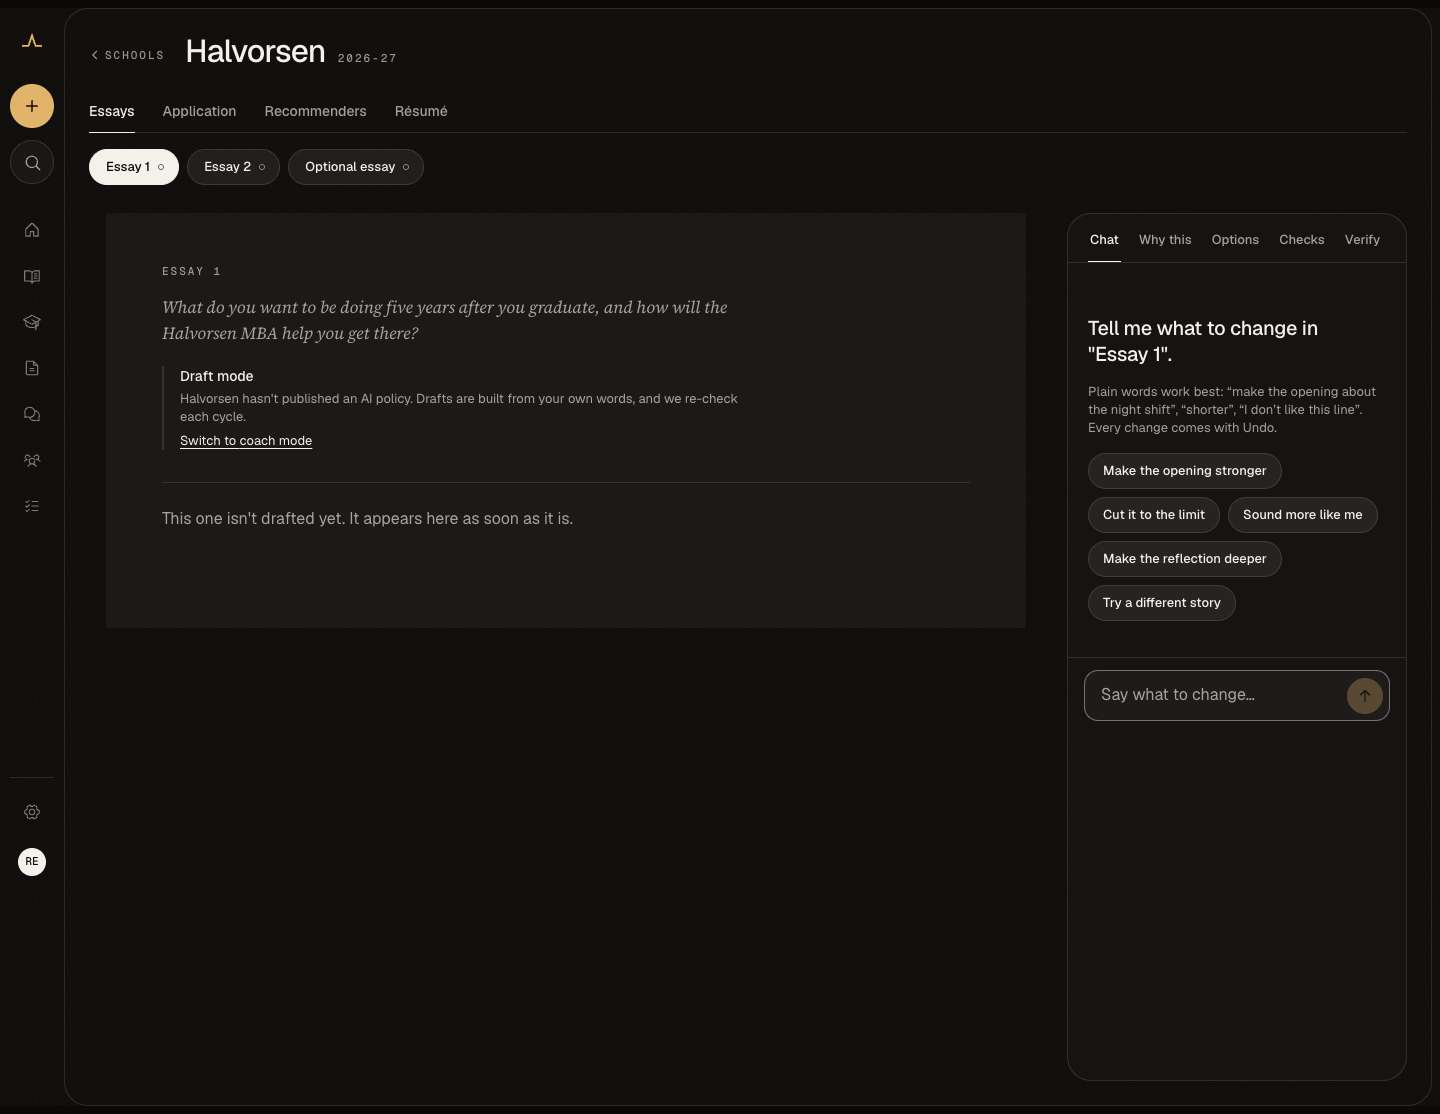 SCHOOLS
Halvorsen
2026-27
Essays
Application
Recommenders
Résumé
Essay 1
Essay 2
Optional essay
ESSAY 1
What do you want to be doing five years after you graduate, and how will the
Halvorsen MBA help you get there?
Draft mode
Halvorsen hasn't published an AI policy. Drafts are built from your own words, and we re-check
each cycle.
Switch to coach mode
This one isn't drafted yet. It appears here as soon as it is.
Chat
Why this
Options
Checks
Verify
Tell me what to change in
"Essay 1".
Plain words work best: “make the opening about
the night shift”, “shorter”, “I don’t like this line”.
Every change comes with Undo.
Make the opening stronger
Cut it to the limit
Sound more like me
Make the reflection deeper
Try a different story
Say what to change…
RE